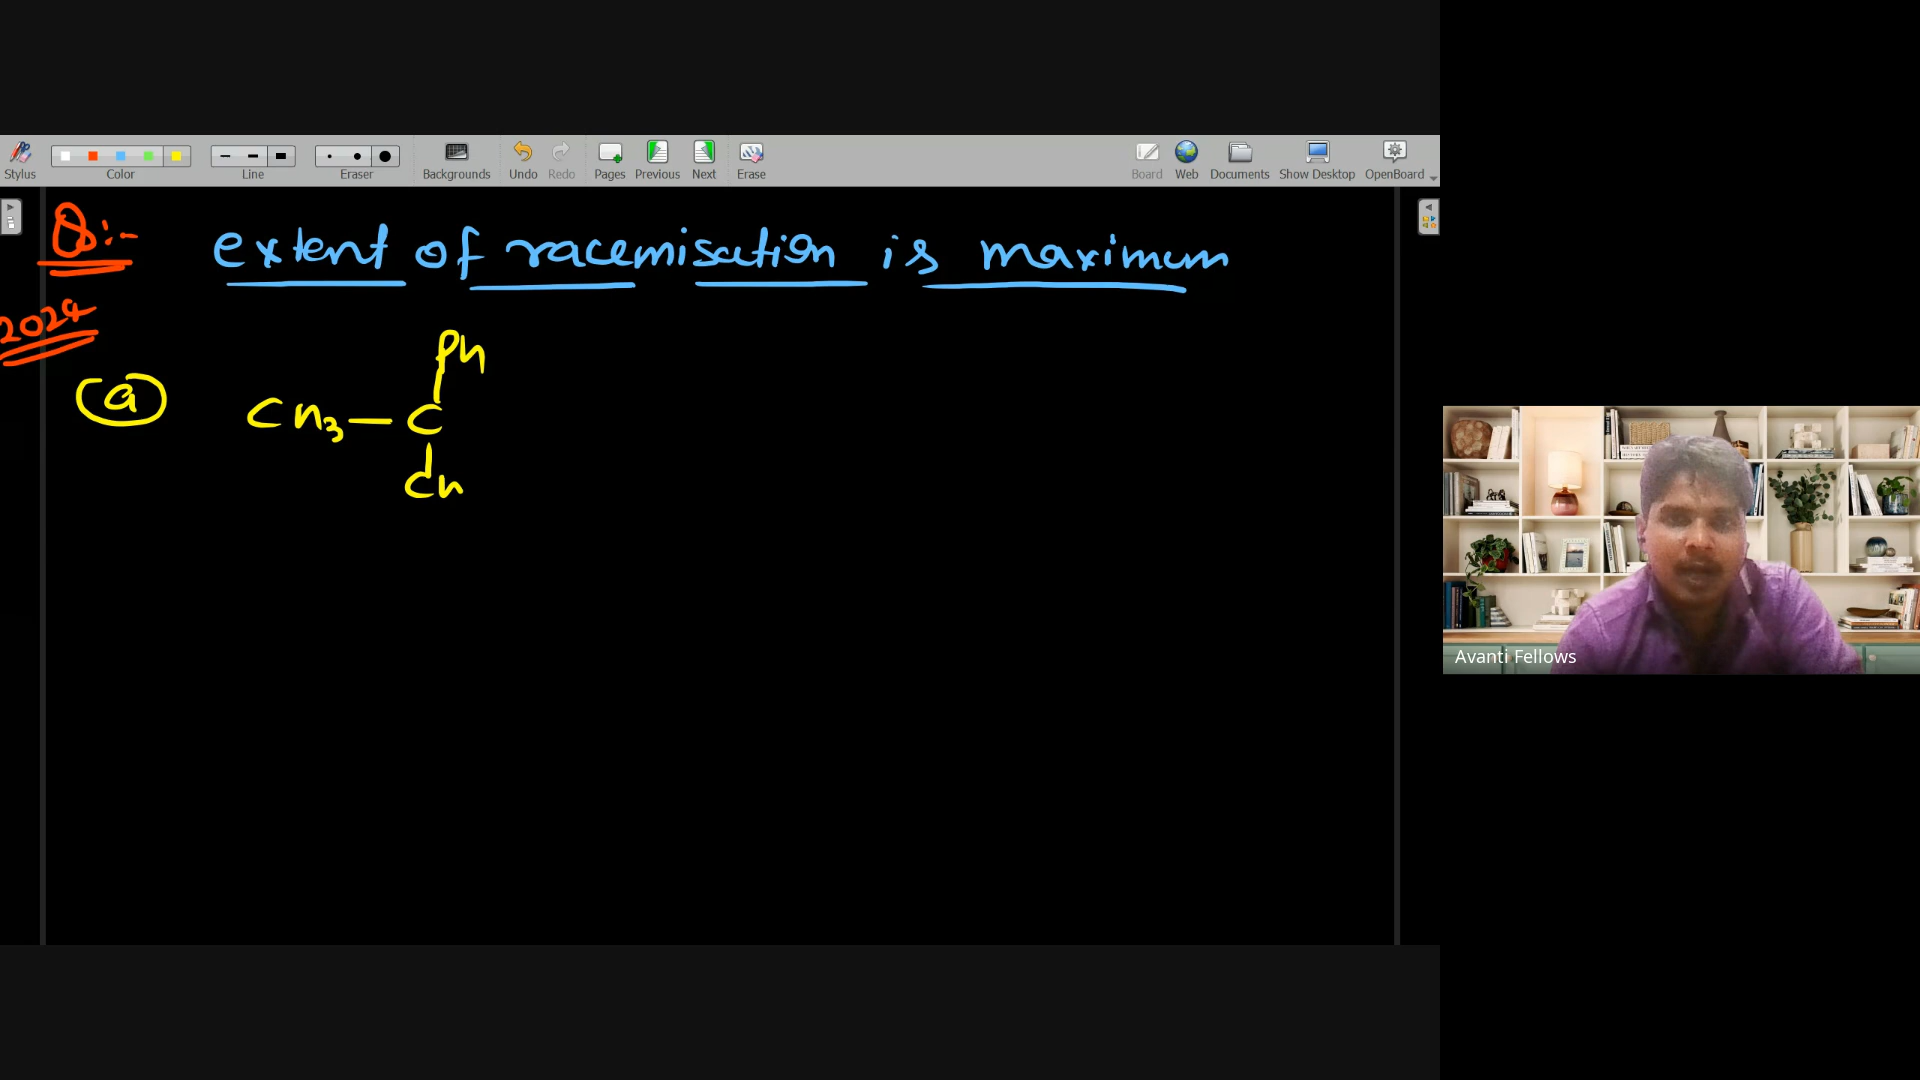 Stylus Color Line Eraser Backgrounds Undo Redo Pages Previous Next Erase Board Web Documents Show Desktop OpenBoard
Q:- extent of racemisation is maximum
2024
Ph
(a) CH3—C
CH
Avanti Fellows